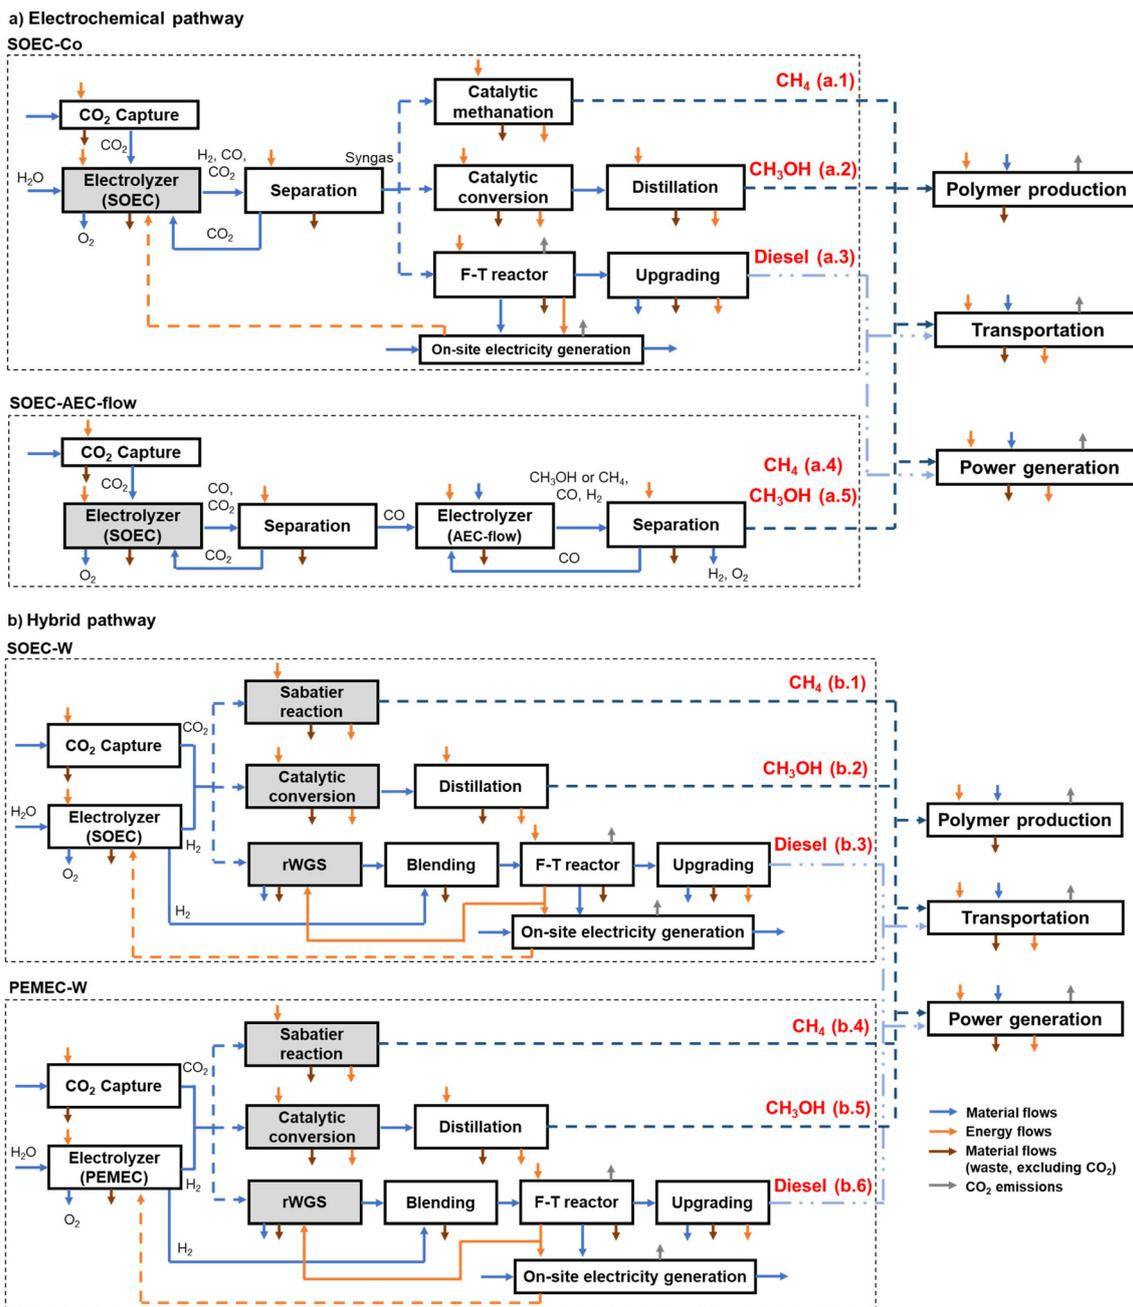 a) Electrochemical pathway
SOEC-Co
CO₂ Capture
CO₂
H₂O
Electrolyzer
(SOEC)
O₂
H₂, CO,
CO₂
Separation
CO₂
Syngas
Catalytic
methanation
CH₄ (a.1)
Catalytic
conversion
Distillation
CH₃OH (a.2)
F-T reactor
Upgrading
Diesel (a.3)
On-site electricity generation
Polymer production
Transportation
Power generation
SOEC-AEC-flow
CO₂ Capture
CO₂
Electrolyzer
(SOEC)
O₂
CO,
CO₂
Separation
CO₂
CO
Electrolyzer
(AEC-flow)
CH₃OH or CH₄,
CO, H₂
Separation
CO
H₂, O₂
CH₄ (a.4)
CH₃OH (a.5)
b) Hybrid pathway
SOEC-W
CO₂ Capture
CO₂
H₂O
Electrolyzer
(SOEC)
O₂
H₂
H₂
Sabatier
reaction
CH₄ (b.1)
Catalytic
conversion
Distillation
CH₃OH (b.2)
rWGS
Blending
F-T reactor
Upgrading
Diesel (b.3)
On-site electricity generation
Polymer production
Transportation
Power generation
PEMEC-W
CO₂ Capture
CO₂
H₂O
Electrolyzer
(PEMEC)
O₂
H₂
H₂
Sabatier
reaction
CH₄ (b.4)
Catalytic
conversion
Distillation
CH₃OH (b.5)
rWGS
Blending
F-T reactor
Upgrading
Diesel (b.6)
On-site electricity generation
Material flows
Energy flows
Material flows
(waste, excluding CO₂)
CO₂ emissions